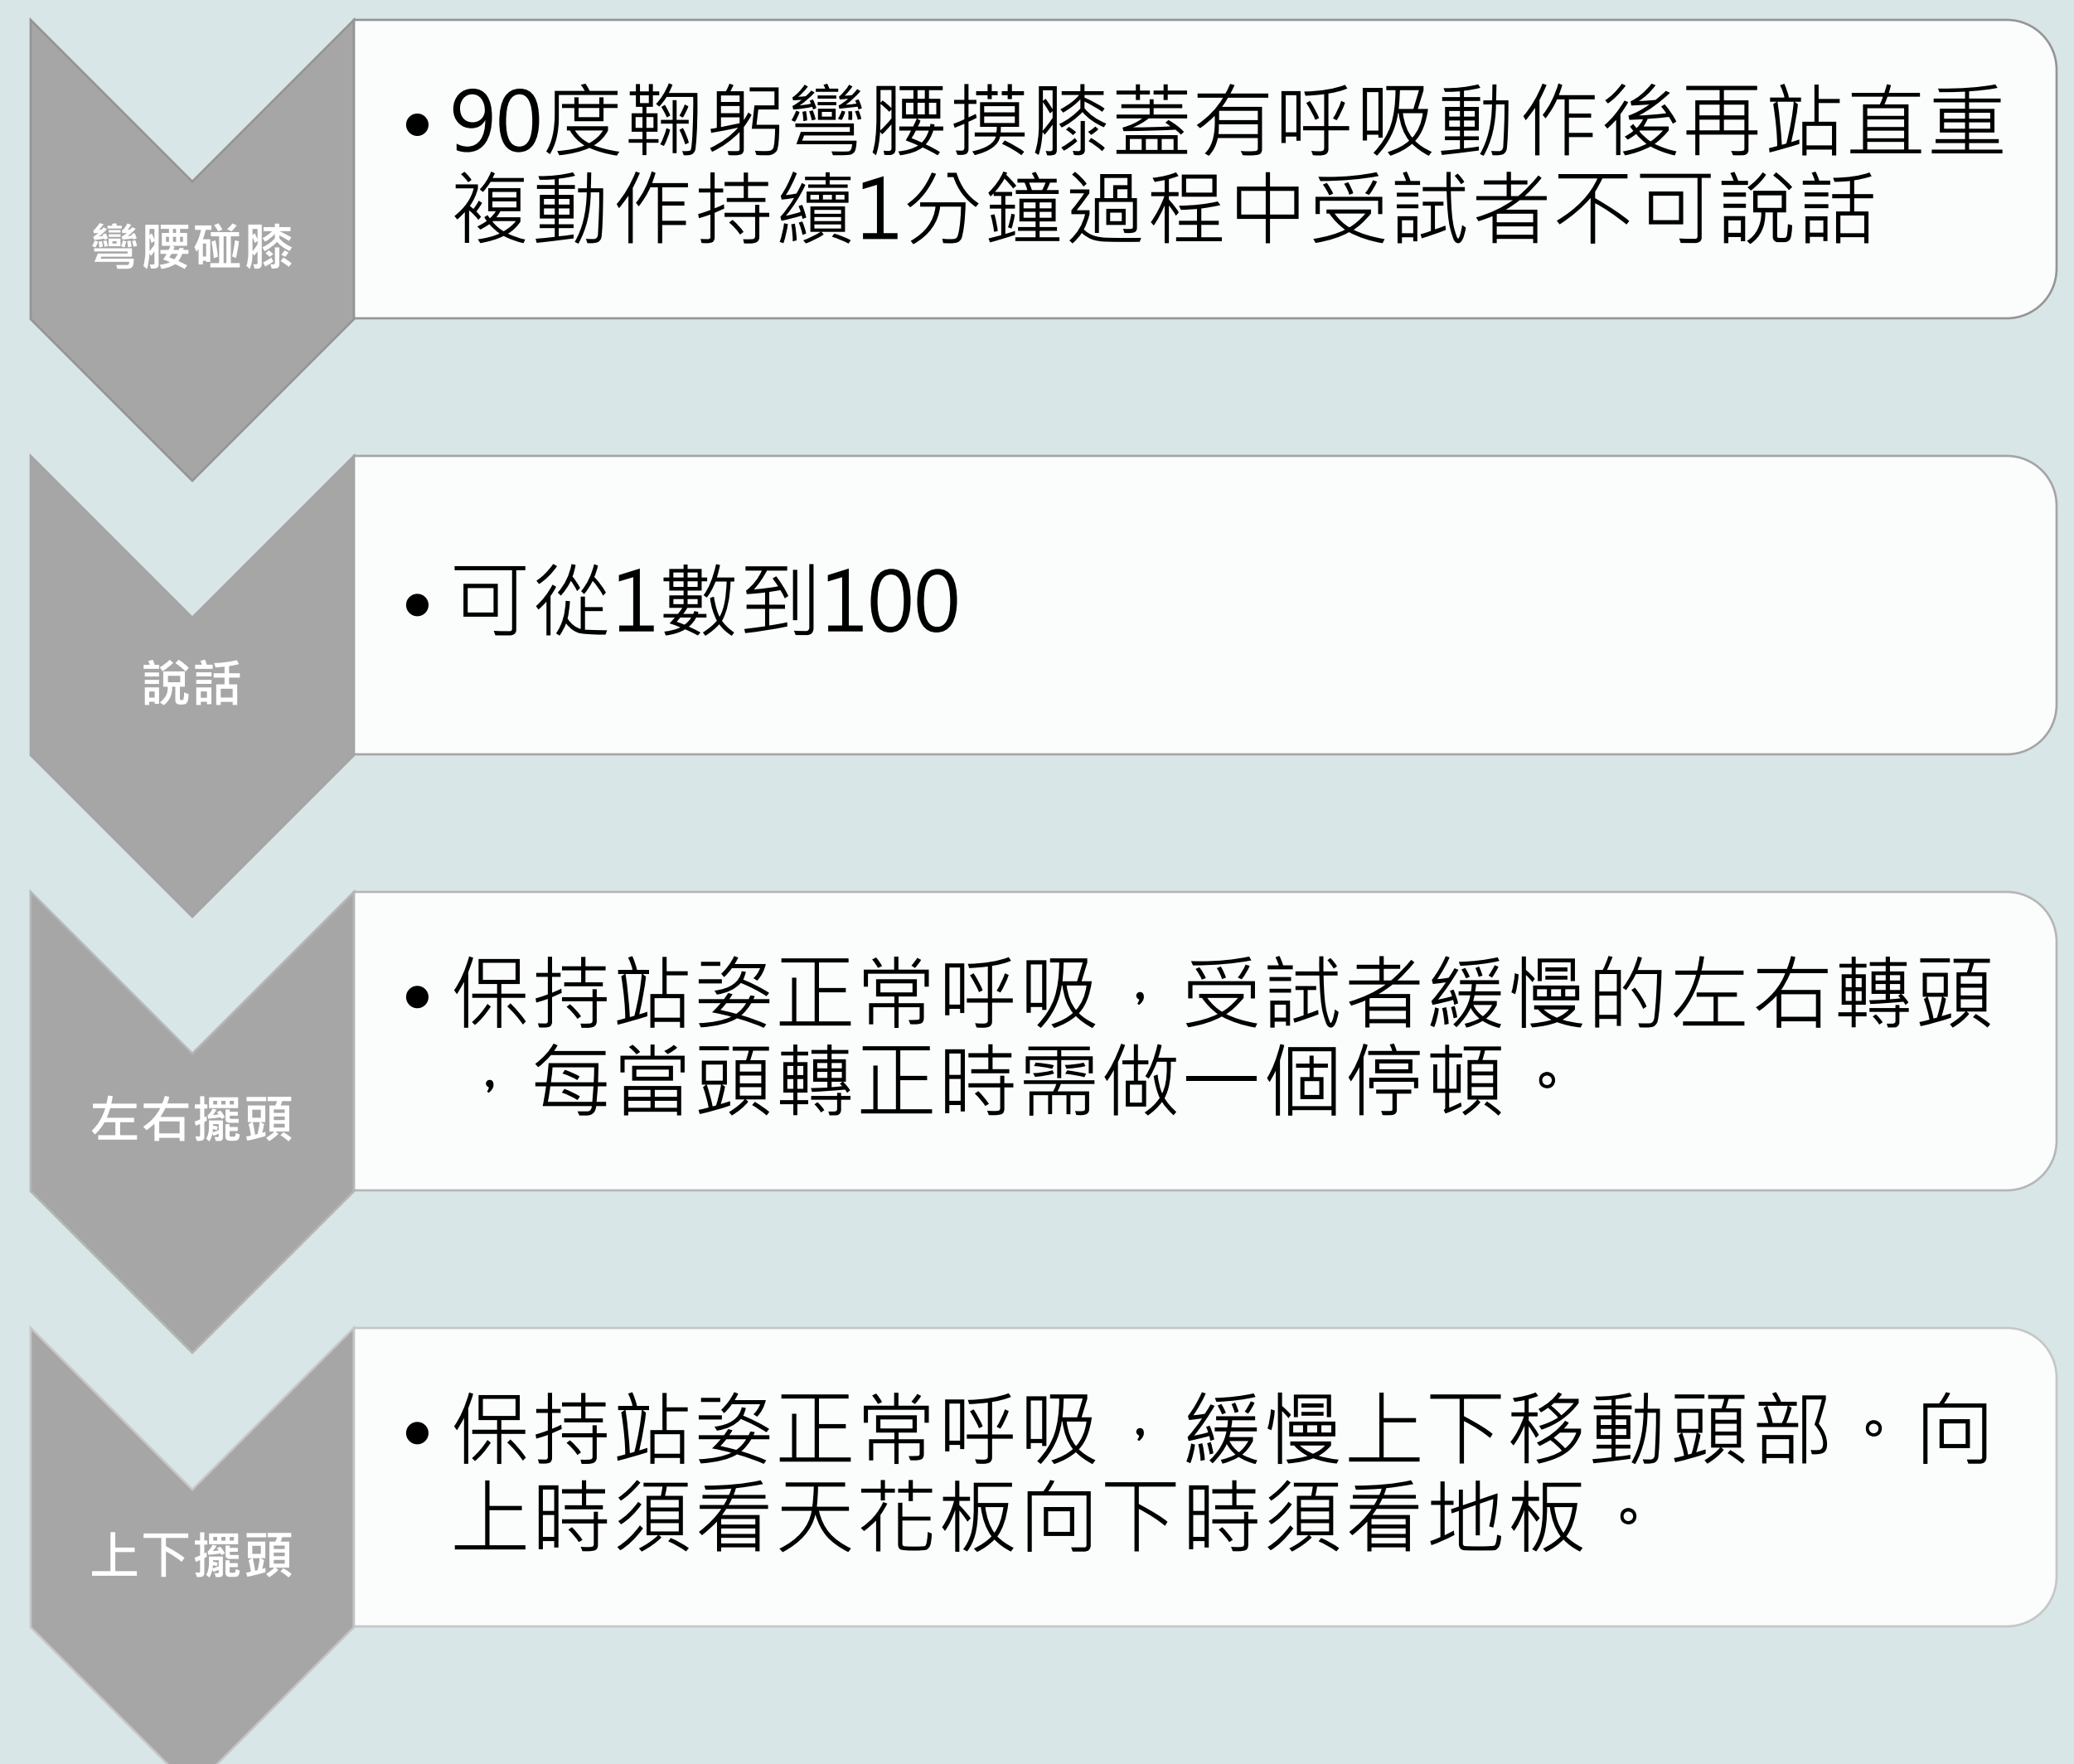 彎腰碰膝
• 90度鞠躬彎腰摸膝蓋有呼吸動作後再站直重
複動作持續1分鐘過程中受試者不可說話
說話
• 可從1數到100
左右擺頭
• 保持站姿正常呼吸，受試者緩慢的左右轉頭
，每當頭轉正時需做一個停頓。
上下擺頭
• 保持站姿正常呼吸，緩慢上下移動頭部。向
上時須看天花板向下時須看地板。